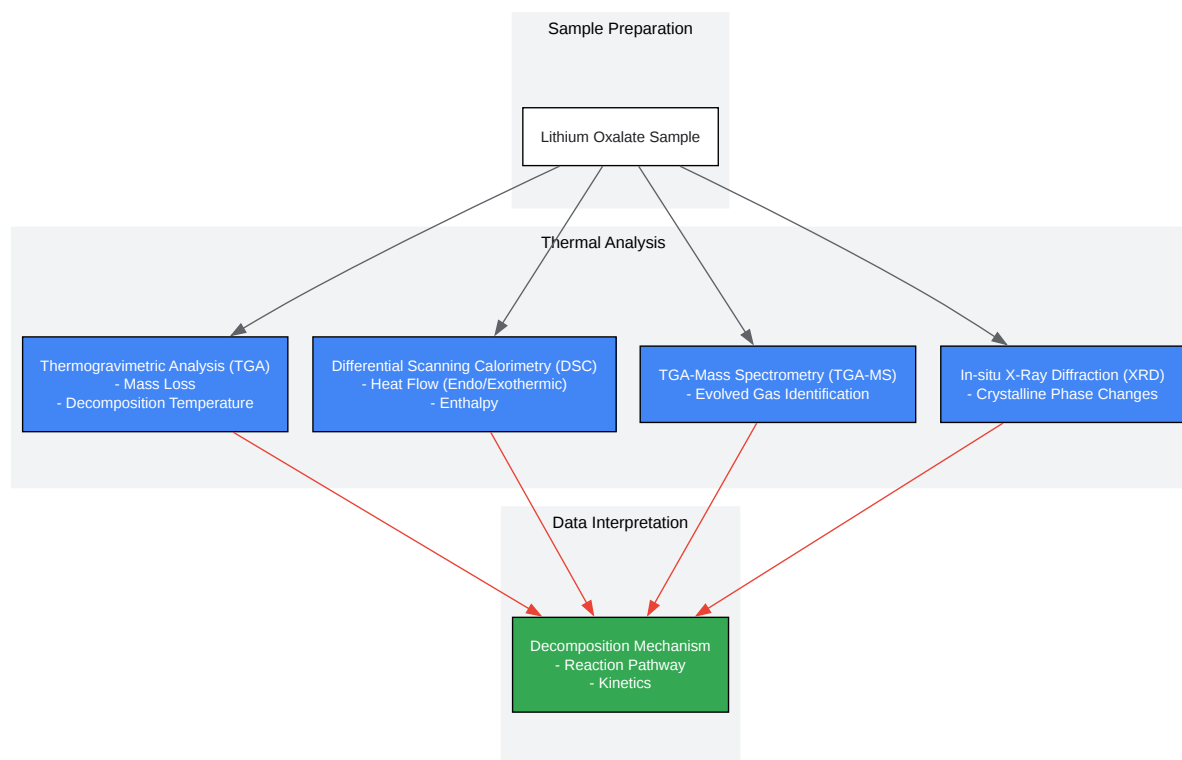 Sample Preparation
Lithium Oxalate Sample
Thermal Analysis
Thermogravimetric Analysis (TGA)
- Mass Loss
- Decomposition Temperature
Differential Scanning Calorimetry (DSC)
- Heat Flow (Endo/Exothermic)
- Enthalpy
TGA-Mass Spectrometry (TGA-MS)
- Evolved Gas Identification
In-situ X-Ray Diffraction (XRD)
- Crystalline Phase Changes
Data Interpretation
Decomposition Mechanism
- Reaction Pathway
- Kinetics